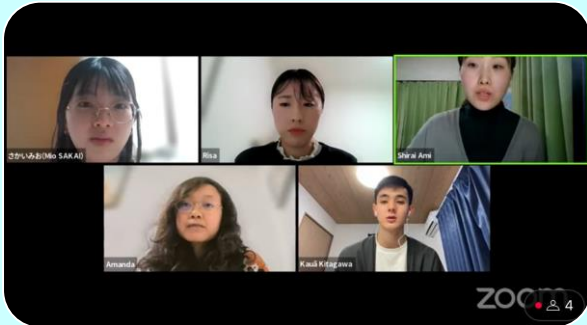 さかいみお(Mio SAKAI)
Risa
Shirai Ami
Amanda
Kauã Kitagawa
zoom
4